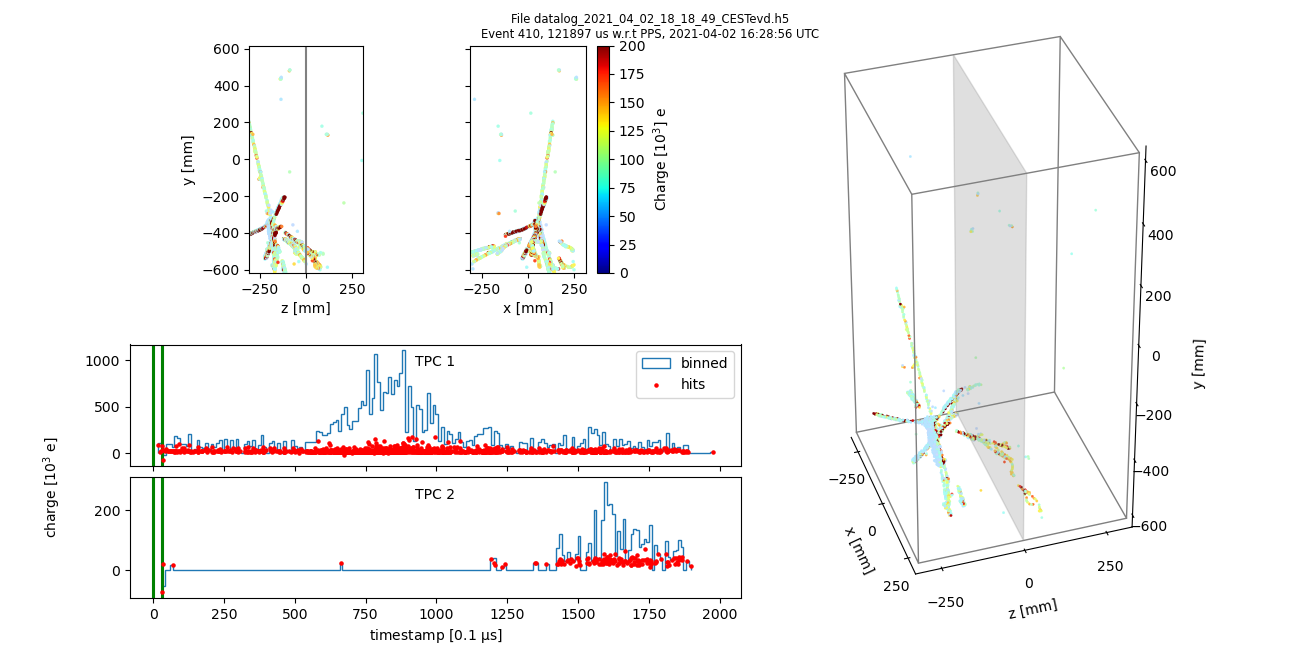 File datalog_2021_04_02_18_18_49_CESTevd.h5
Event 410, 121897 us w.r.t PPS, 2021-04-02 16:28:56 UTC
600
400
200
0
−200
−400
−600
y [mm]
−250 0 250
z [mm]
−250 0 250
x [mm]
200
175
150
125
100
75
50
25
0
Charge [10³] e
600
400
200
0
−200
−400
−600
y [mm]
−250
0
250
x [mm]
−250
0
250
z [mm]
TPC 1
binned
hits
1000
500
0
TPC 2
200
0
charge [10³ e]
0 250 500 750 1000 1250 1500 1750 2000
timestamp [0.1 µs]